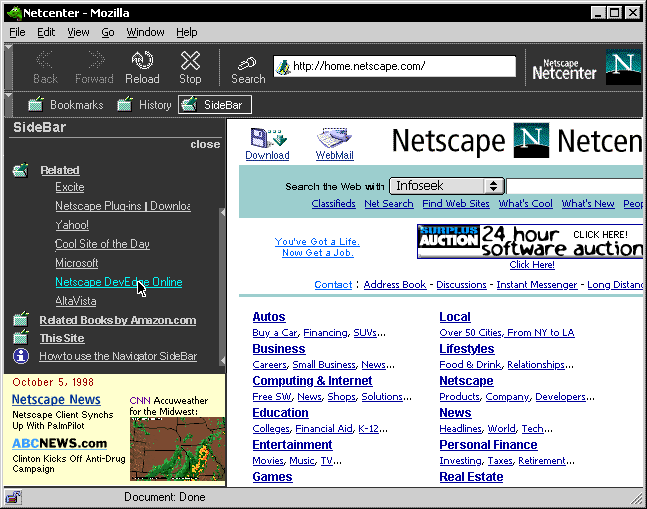 Netcenter - Mozilla
File Edit View Go Window Help
Back Forward Reload Stop Search http://home.netscape.com/ Netscape Netcenter N
Bookmarks History SideBar
SideBar
close
Related
Excite
Netscape Plug-ins | Downloa
Yahoo!
Cool Site of the Day
Microsoft
Netscape DevEdge Online
AltaVista
Related Books by Amazon.com
This Site
How to use the Navigator SideBar
October 5, 1998
Netscape News
Netscape Client Synchs
Up With PalmPilot
ABCNEWS.com
Clinton Kicks Off Anti-Drug
Campaign
CNN Accuweather
for the Midwest:
Download WebMail Netscape N Netcen
Search the Web with Infoseek
Classifieds Net Search Find Web Sites What's Cool What's New Peop
You've Got a Life.
Now Get a Job.
SURPLUS AUCTION 24 hour software auction CLICK HERE!
Click Here!
Contact : Address Book - Discussions - Instant Messenger - Long Distanc
Autos
Buy a Car, Financing, SUVs...
Business
Careers, Small Business, News...
Computing & Internet
Free SW, News, Shops, Solutions...
Education
Colleges, Financial Aid, K-12...
Entertainment
Movies, Music, TV...
Games
Local
Over 50 Cities, From NY to LA
Lifestyles
Food & Drink, Relationships...
Netscape
Products, Company, Developers...
News
Headlines, World, Tech...
Personal Finance
Investing, Taxes, Retirement...
Real Estate
Document: Done